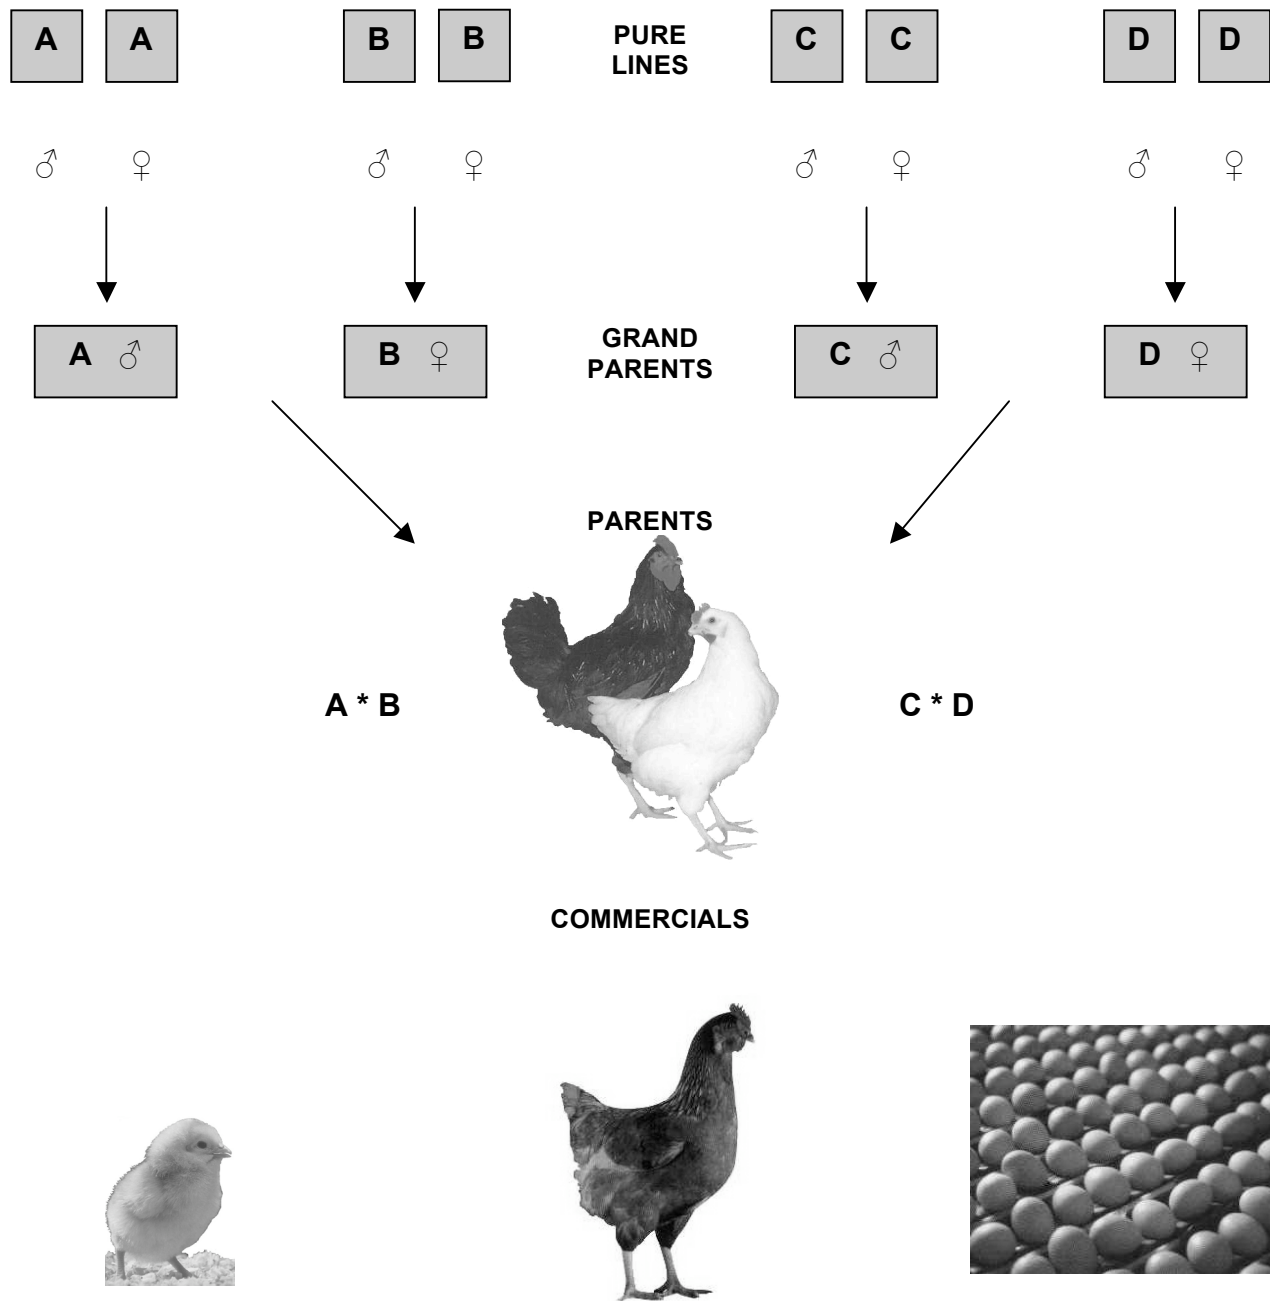 A A B B PURE LINES C C D D
♂ ♀ ♂ ♀ ♂ ♀ ♂ ♀
A ♂ B ♀ GRAND PARENTS C ♂ D ♀
PARENTS
A * B C * D
COMMERCIALS